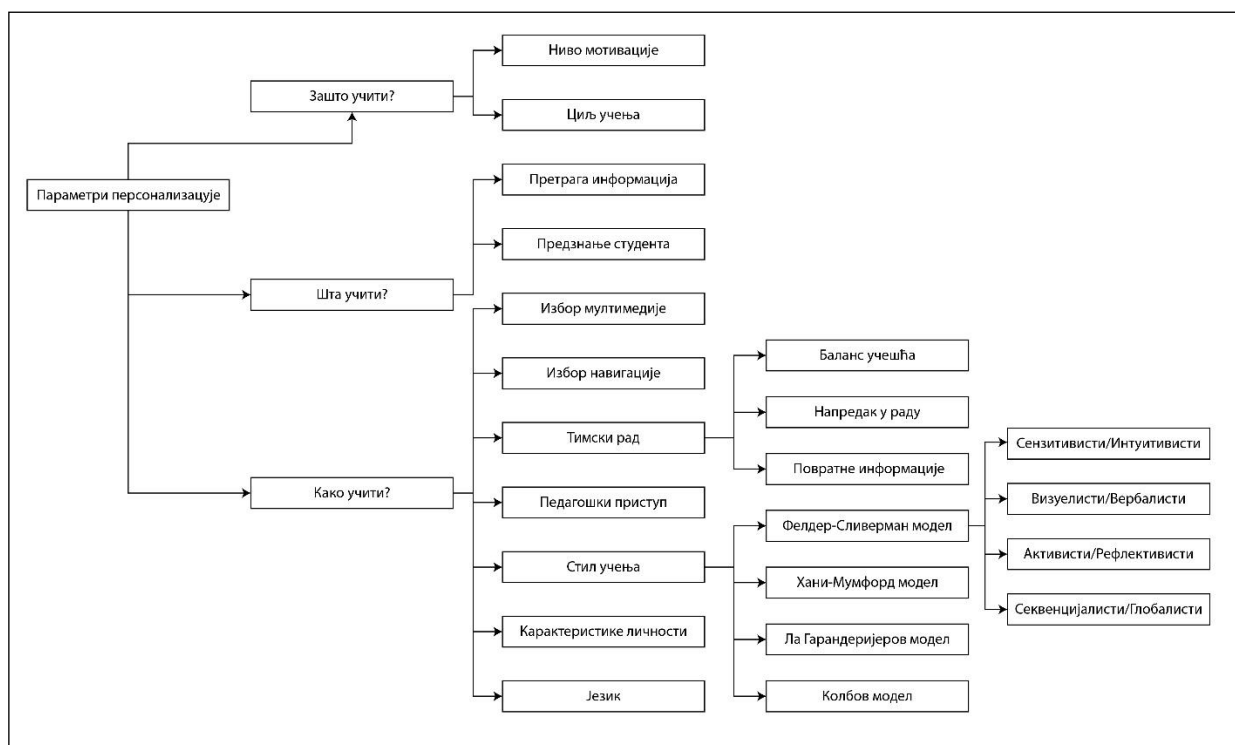 Ниво мотивације
Зашто учити?
Циљ учења
Параметри персонализацује
Претрага информација
Предзнање студента
Шта учити?
Избор мултимедије
Избор навигације
Баланс учешћа
Напредак у раду
Тимски рад
Повратне информације
Сензитивисти/Интуитивисти
Како учити?
Педагошки приступ
Визуелисти/Вербалисти
Фелдер-Сливерман модел
Активисти/Рефлективисти
Стил учења
Хани-Мумфорд модел
Секвенцијалисти/Глобалисти
Карактеристике личности
Ла Гарандеријеров модел
Језик
Колбов модел